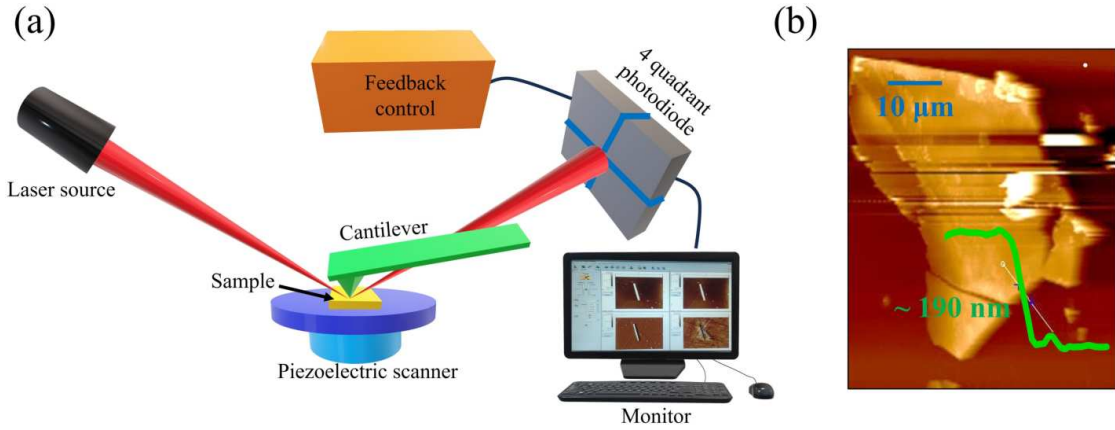 (a)
Feedback
control
4 quadrant
photodiode
Laser source
Cantilever
Sample
Piezoelectric scanner
Monitor
(b)
10 µm
~ 190 nm